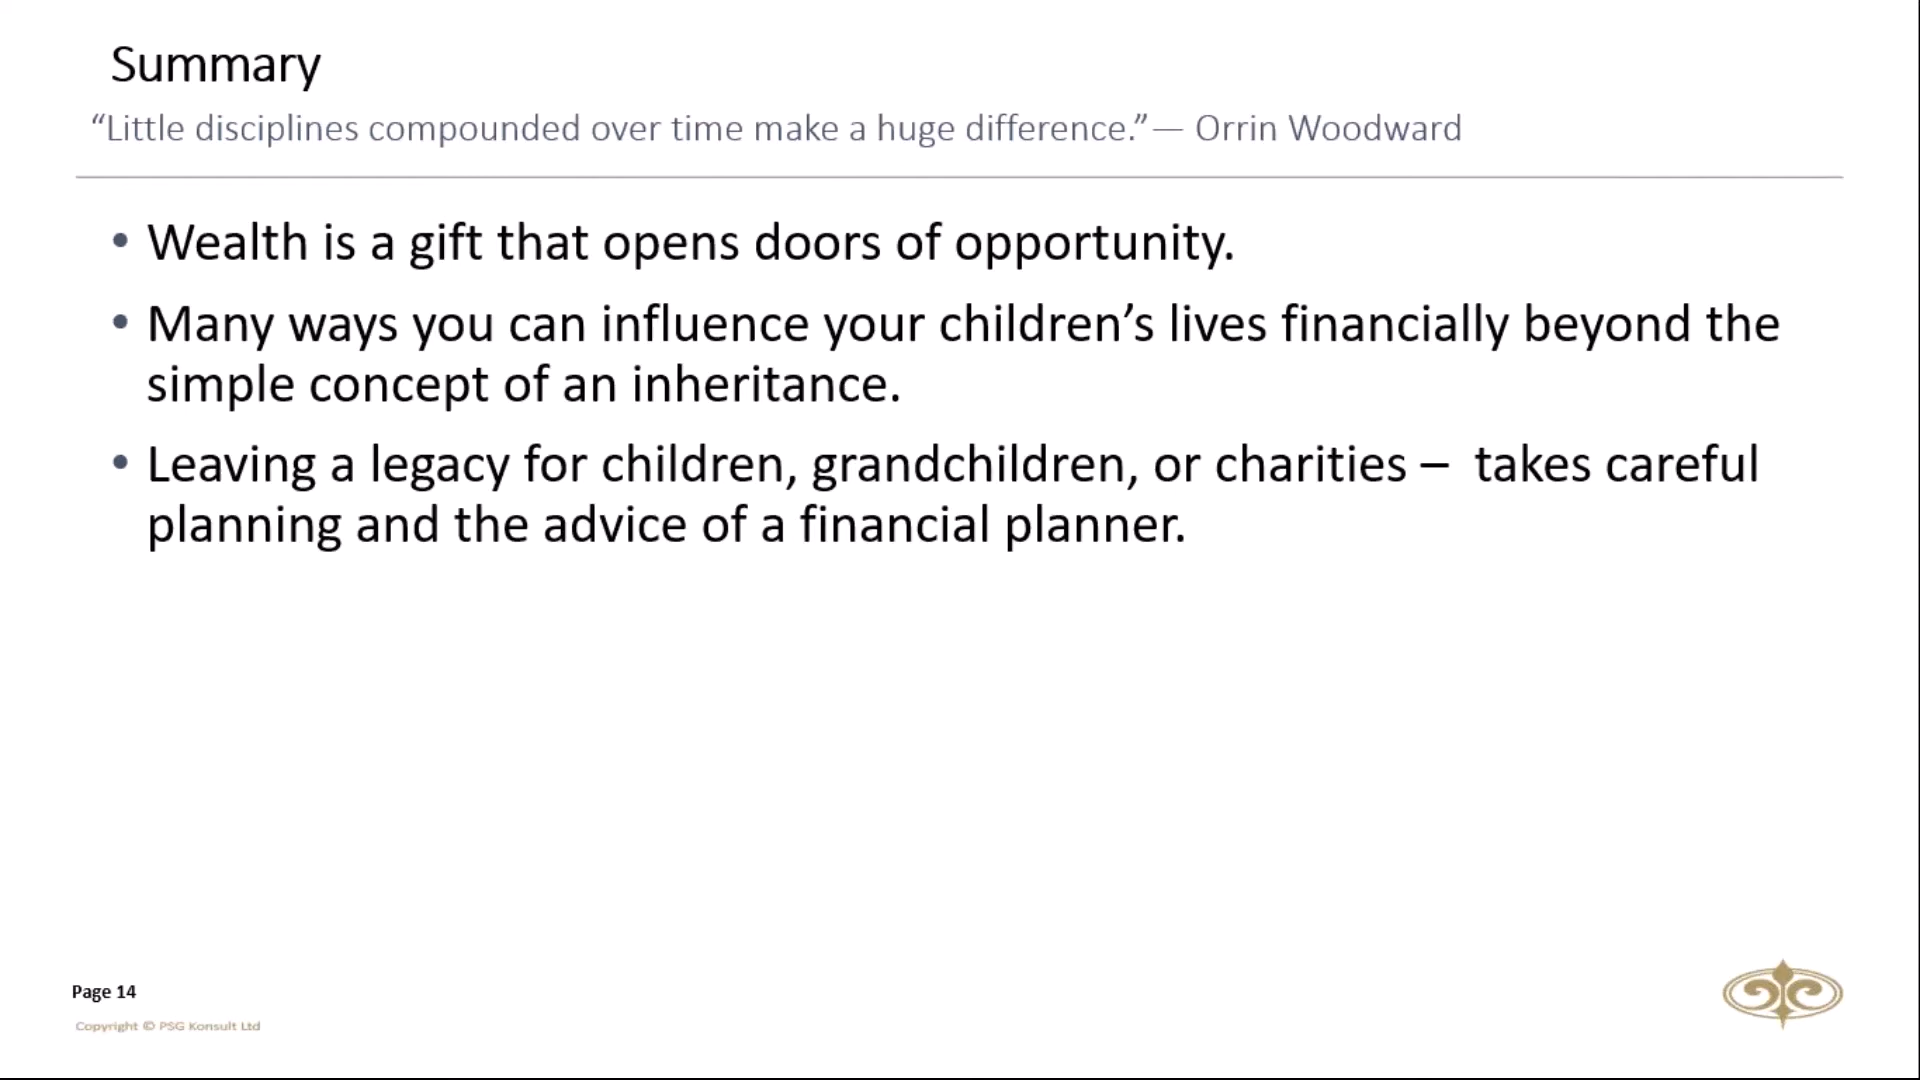 Summary
“Little disciplines compounded over time make a huge difference.”— Orrin Woodward
• Wealth is a gift that opens doors of opportunity.
• Many ways you can influence your children’s lives financially beyond the
simple concept of an inheritance.
• Leaving a legacy for children, grandchildren, or charities –  takes careful
planning and the advice of a financial planner.
Page 14
Copyright © PSG Konsult Ltd